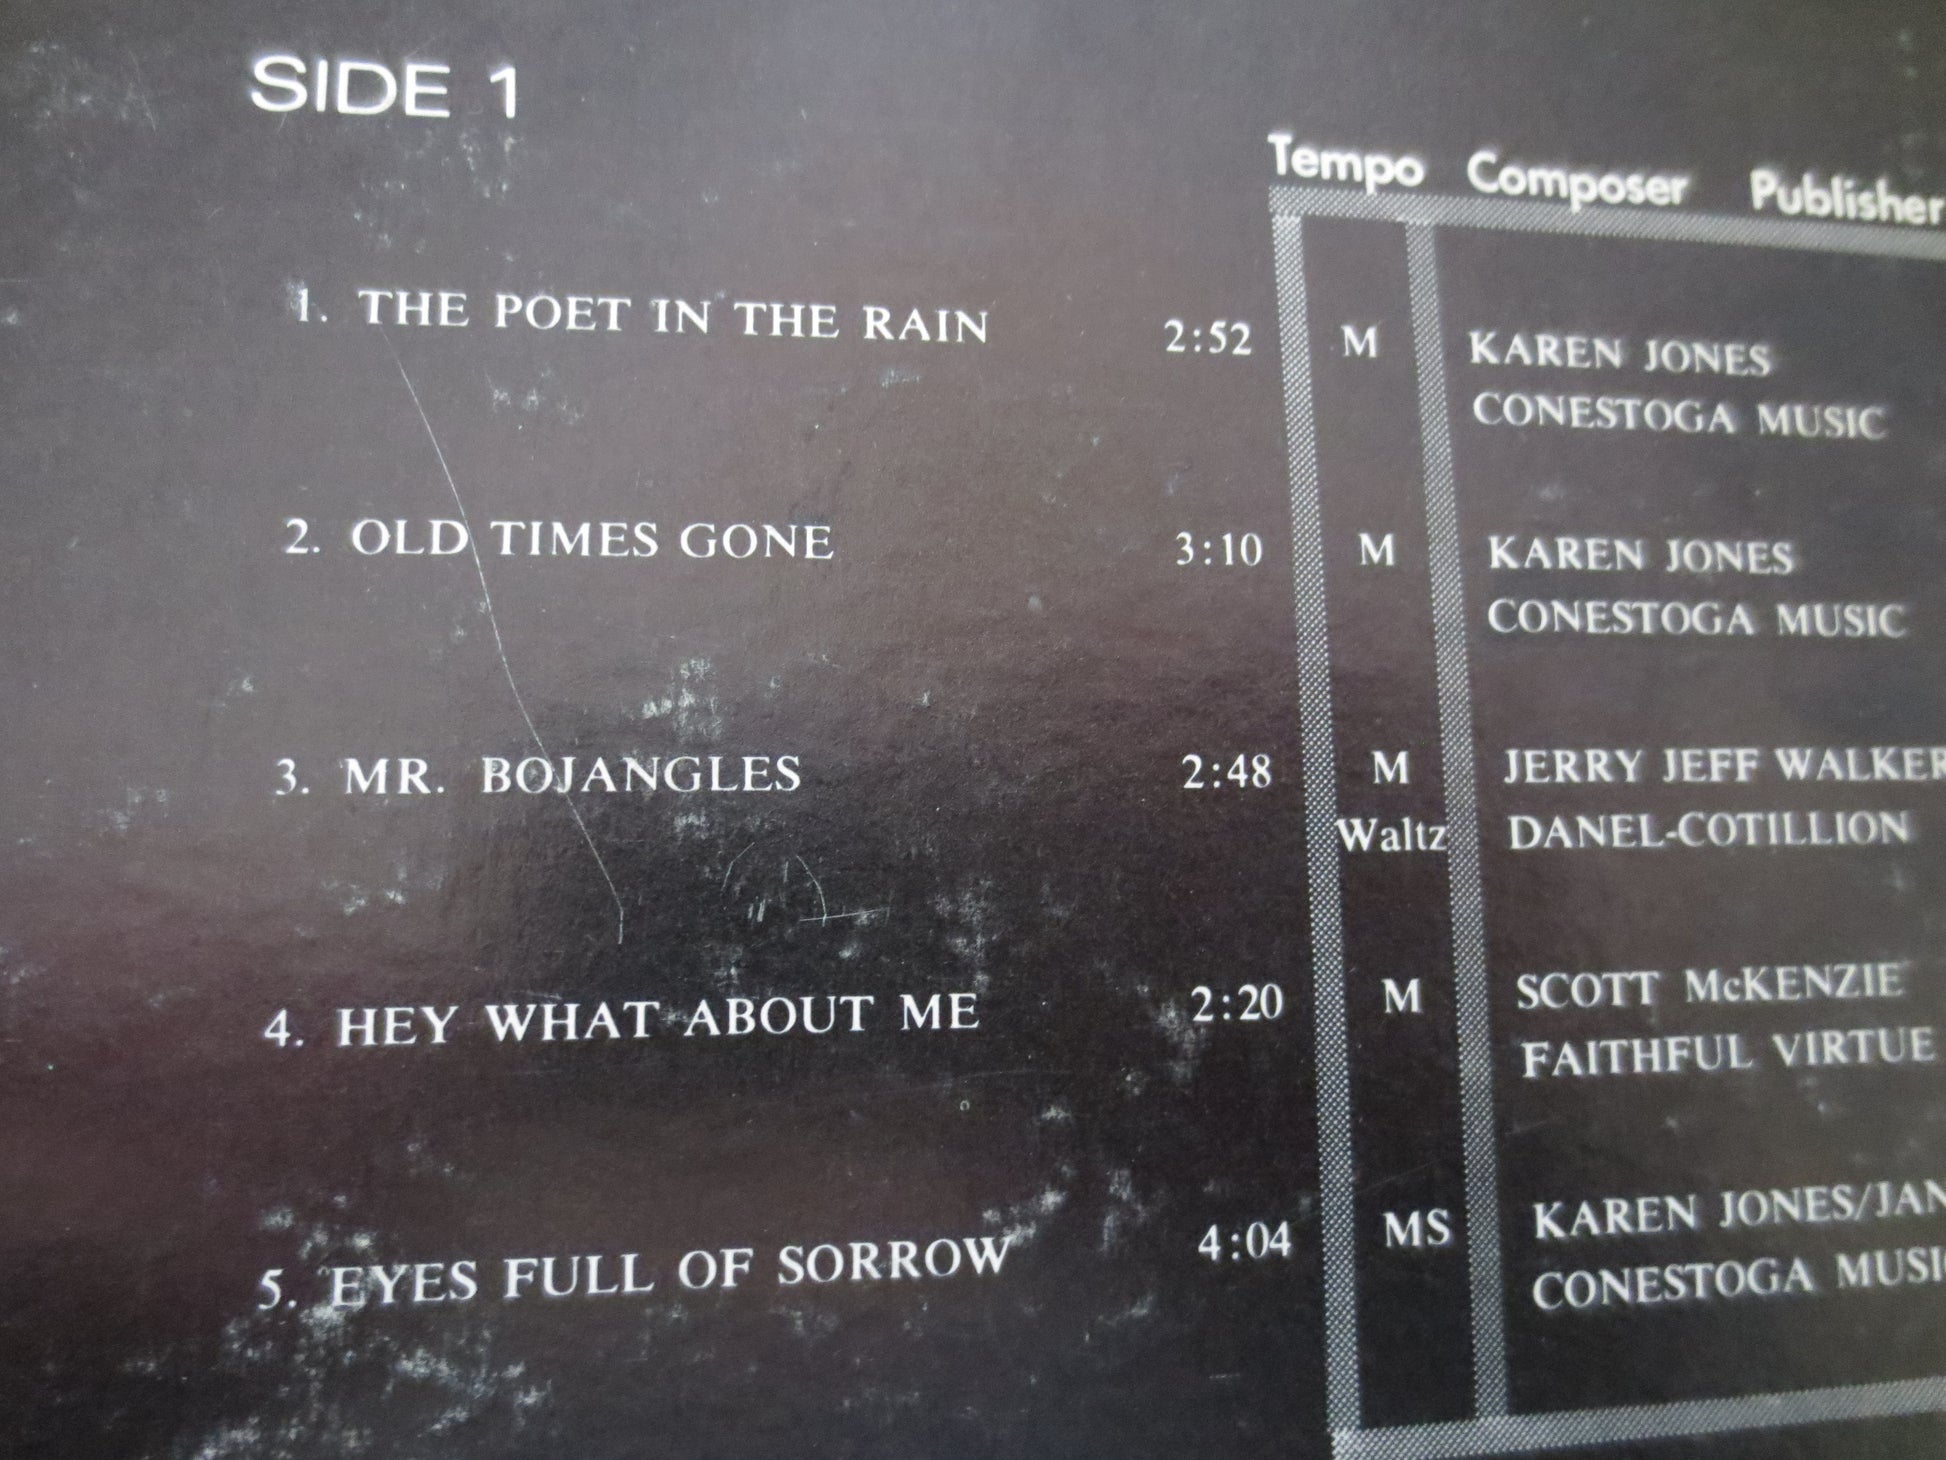 SIDE 1
Tempo Composer Publisher
1. THE POET IN THE RAIN 2:52 M KAREN JONES
CONESTOGA MUSIC
2. OLD TIMES GONE 3:10 M KAREN JONES
CONESTOGA MUSIC
3. MR. BOJANGLES 2:48 M JERRY JEFF WALKER
Waltz DANEL-COTILLION
4. HEY WHAT ABOUT ME 2:20 M SCOTT McKENZIE
FAITHFUL VIRTUE
5. EYES FULL OF SORROW 4:04 MS KAREN JONES/JAN
CONESTOGA MUSIC